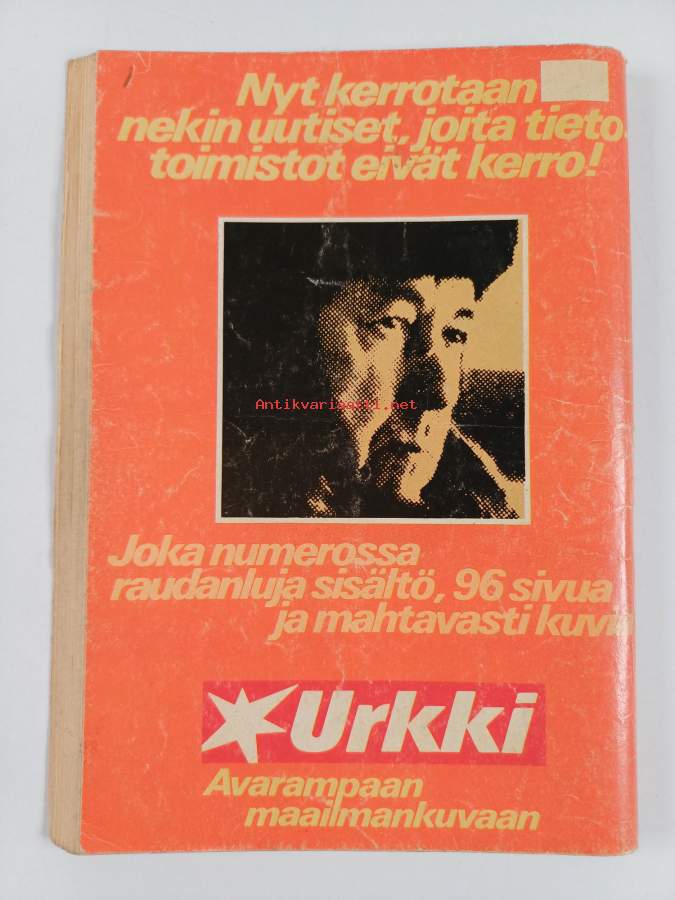 Nyt kerrotaan
nekin uutiset, joita tieto
toimistot eivät kerro!
Antikvariaatti.net
Joka numerossa
raudanluja sisältö, 96 sivua
ja mahtavasti kuvia
Urkki
Avarampaan
maailmankuvaan